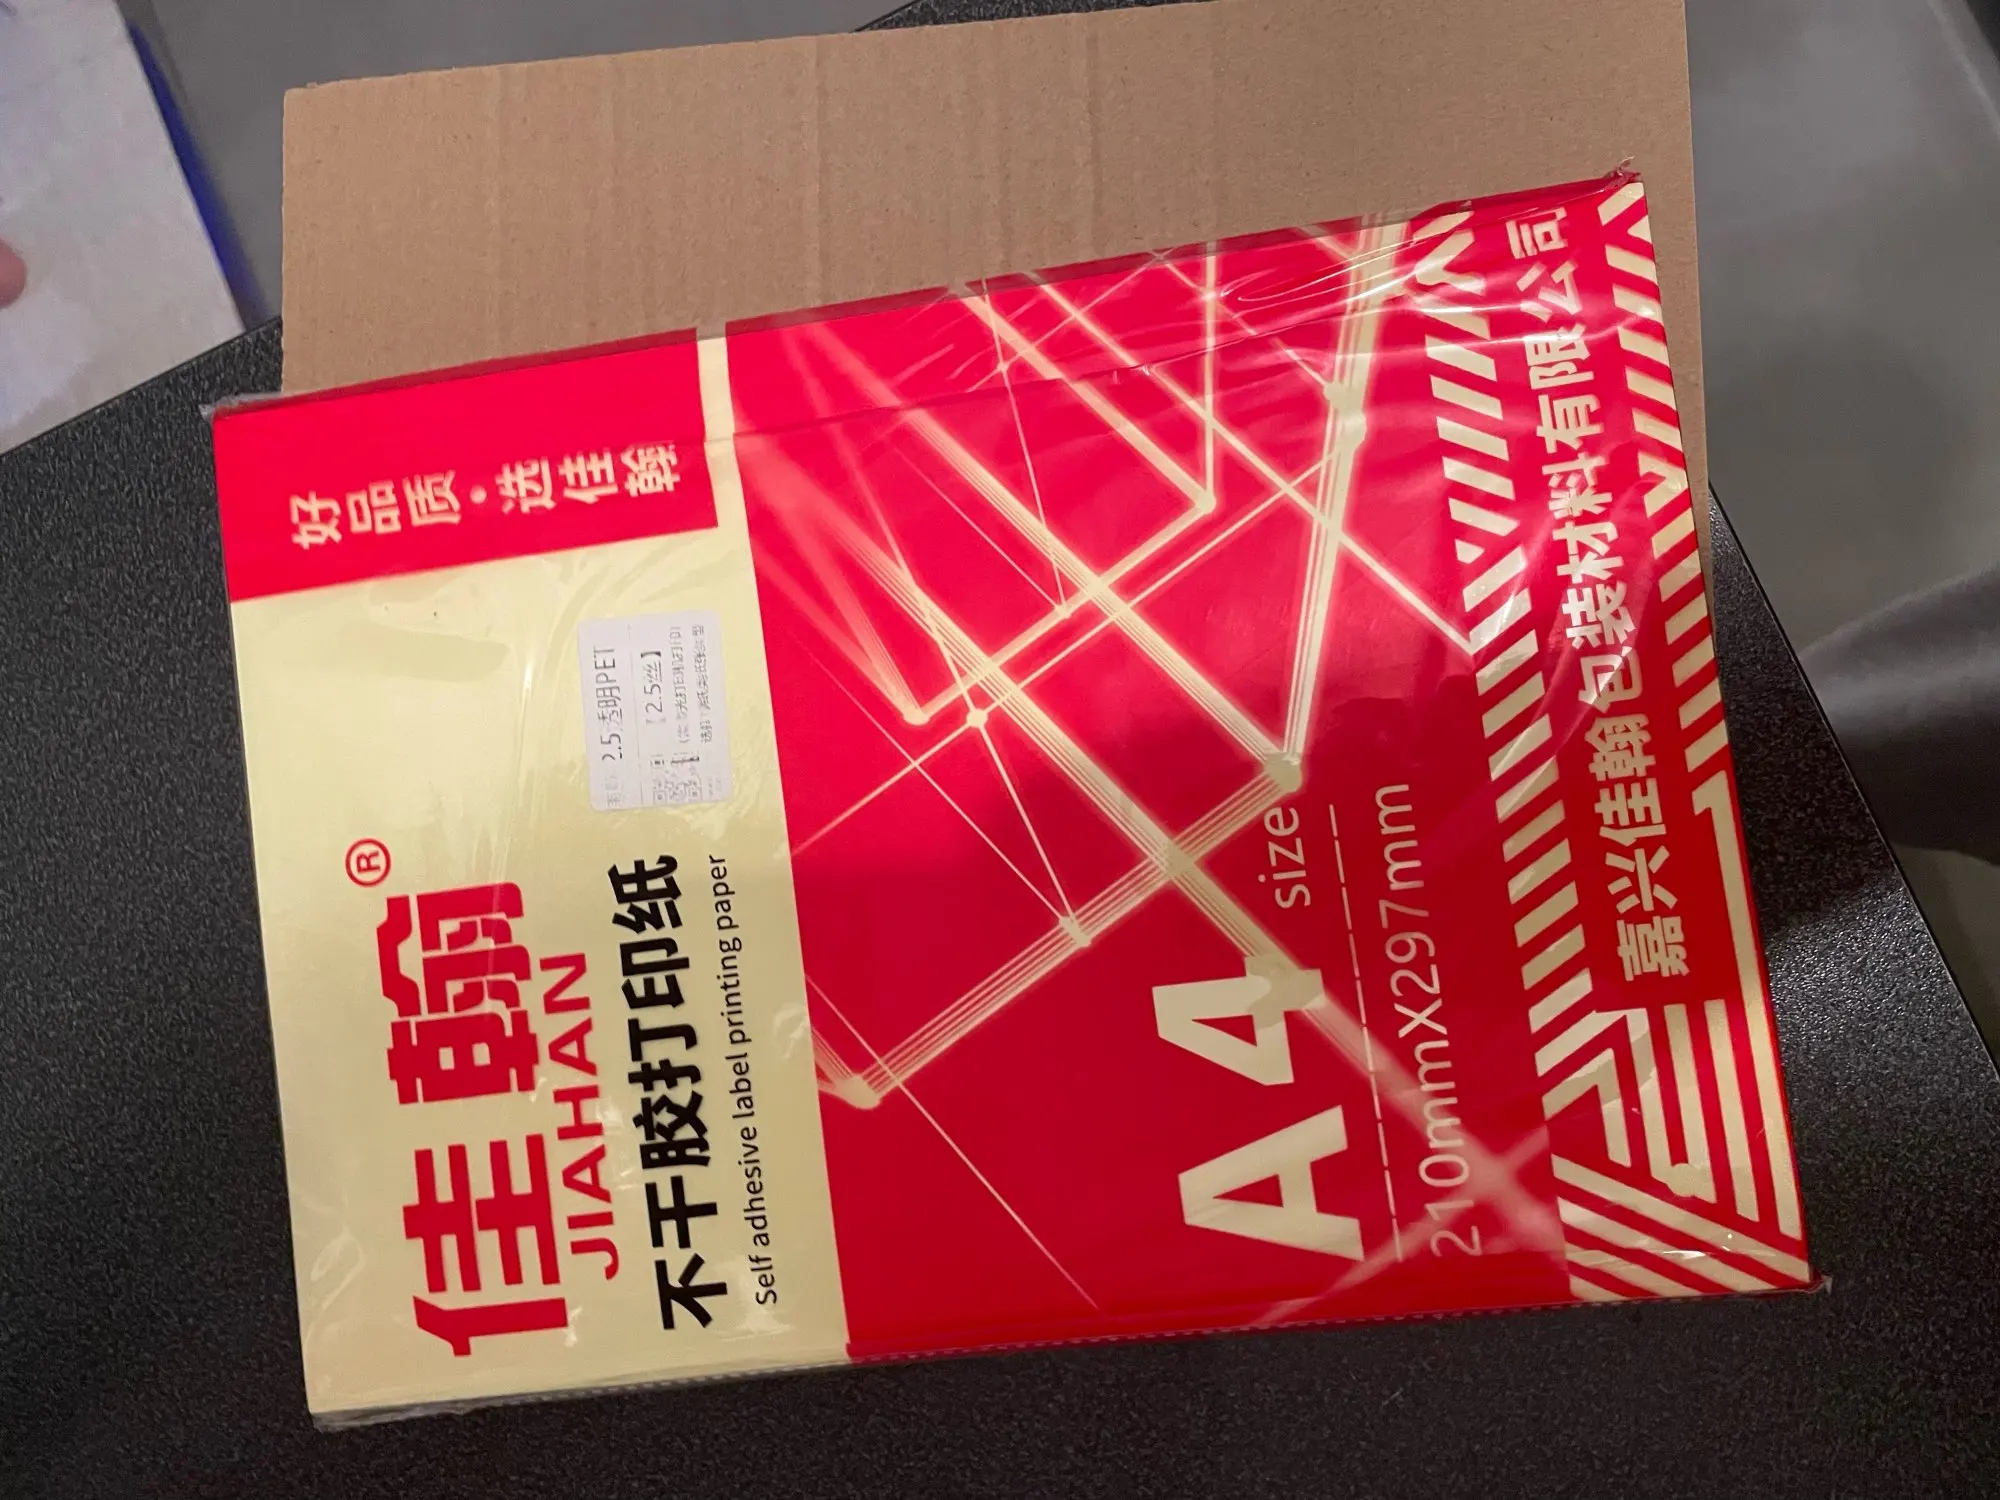 好品质·选佳翰
佳翰®
JIAHAN
不干胶打印纸
Self adhesive label printing paper
2.5透明PET
【2.5丝】
A4 size
210mmX297mm
嘉兴佳翰包装材料有限公司